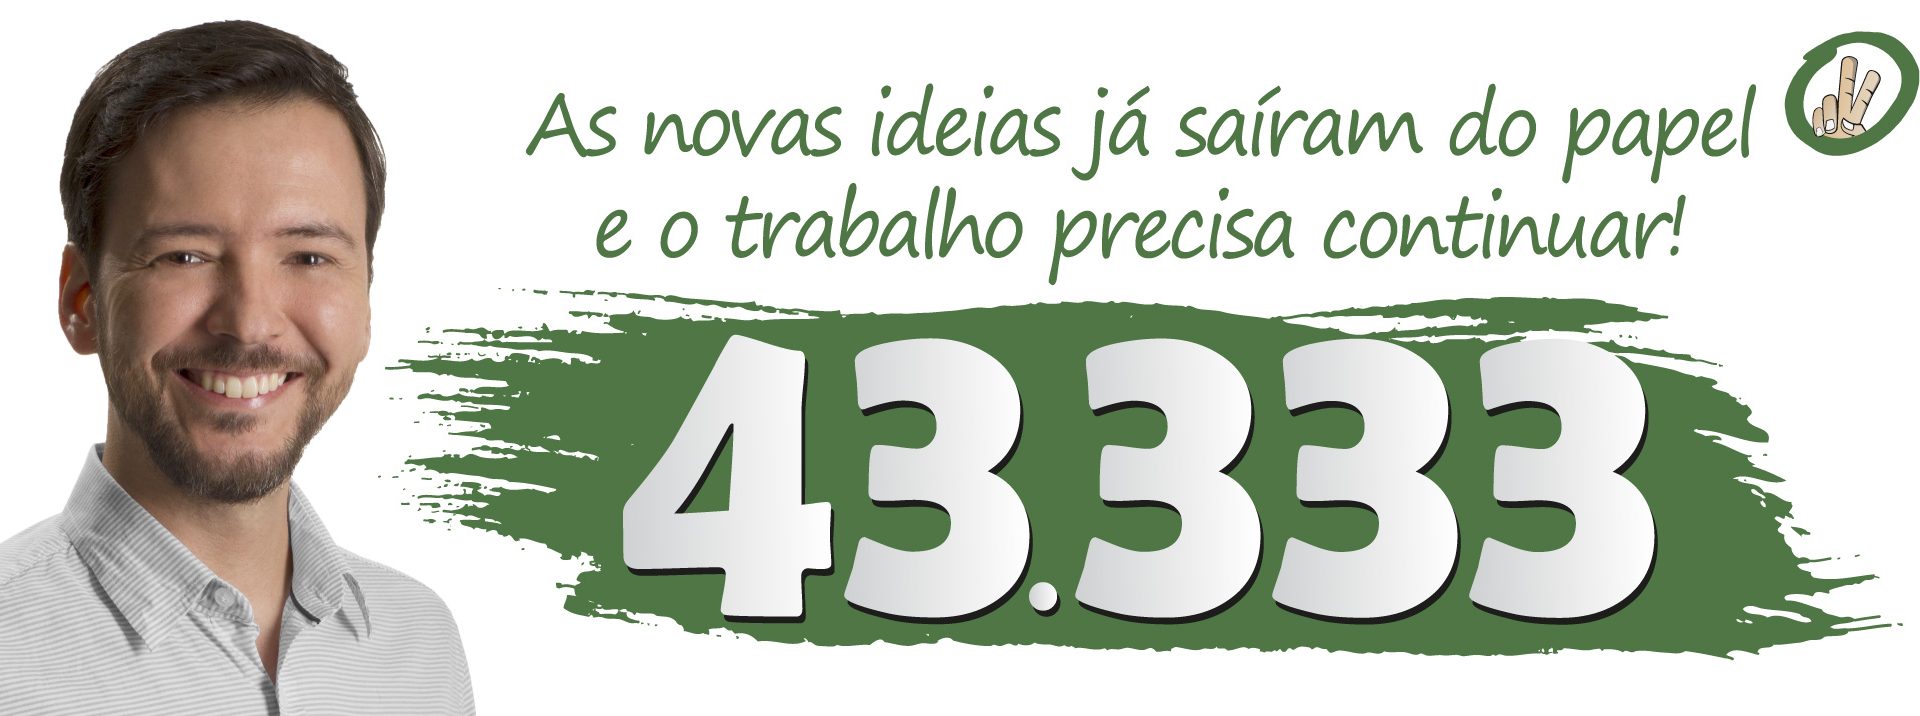 As novas ideias já saíram do papel
e o trabalho precisa continuar!
43.333